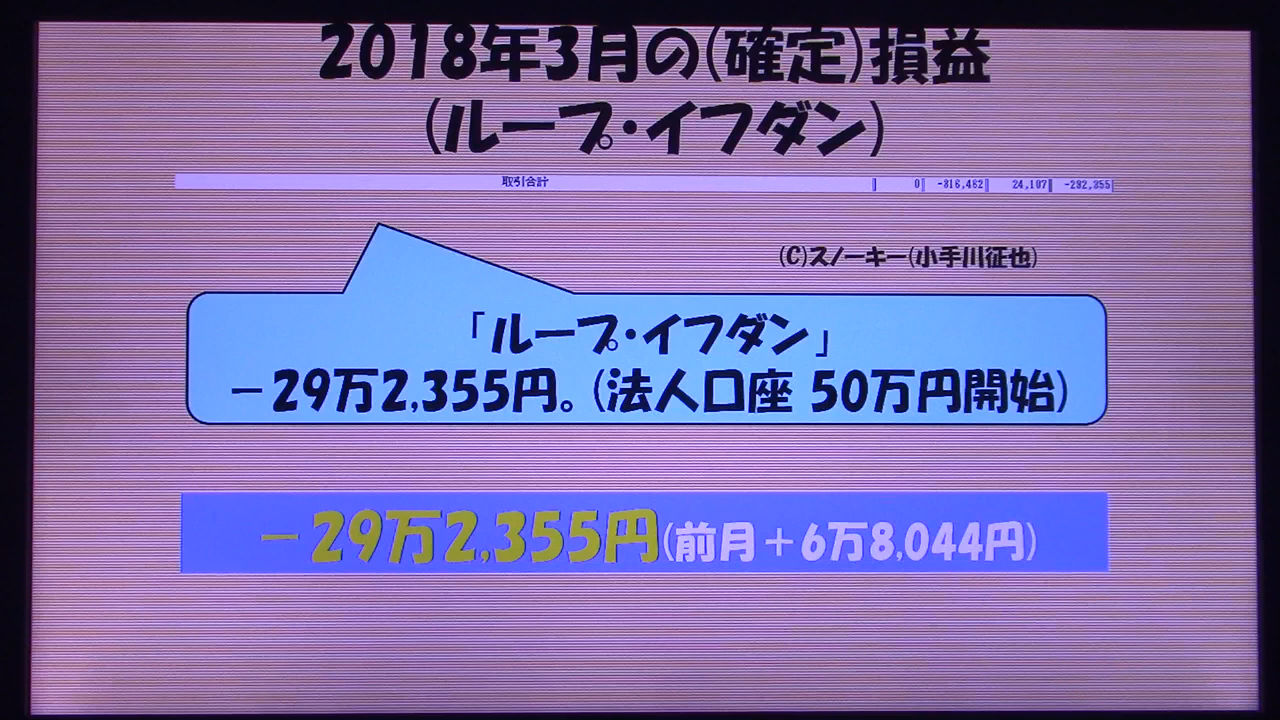 2018年3月の(確定)損益
(ループ・イフダン)
取引合計 0 -316,462 24,107 -292,355
(C)スノーキー(小手川征也)
「ループ・イフダン」
－29万2,355円。(法人口座 50万円開始)
－29万2,355円(前月＋6万8,044円)